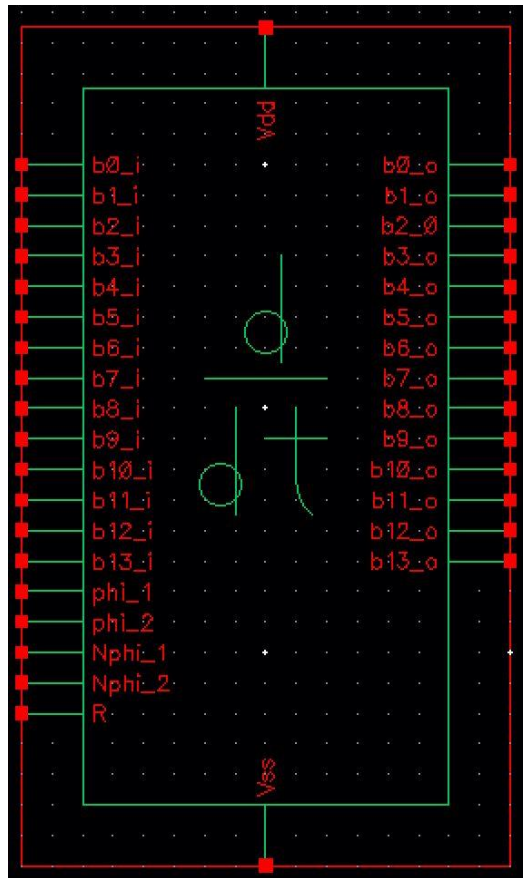 Vdd
b0_i
b1_i
b2_i
b3_i
b4_i
b5_i
b6_i
b7_i
b8_i
b9_i
b10_i
b11_i
b12_i
b13_i
phi_1
phi_2
Nphi_1
Nphi_2
R
d
dt
b0_o
b1_o
b2_0
b3_o
b4_o
b5_o
b6_o
b7_o
b8_o
b9_o
b10_o
b11_o
b12_o
b13_o
Vss